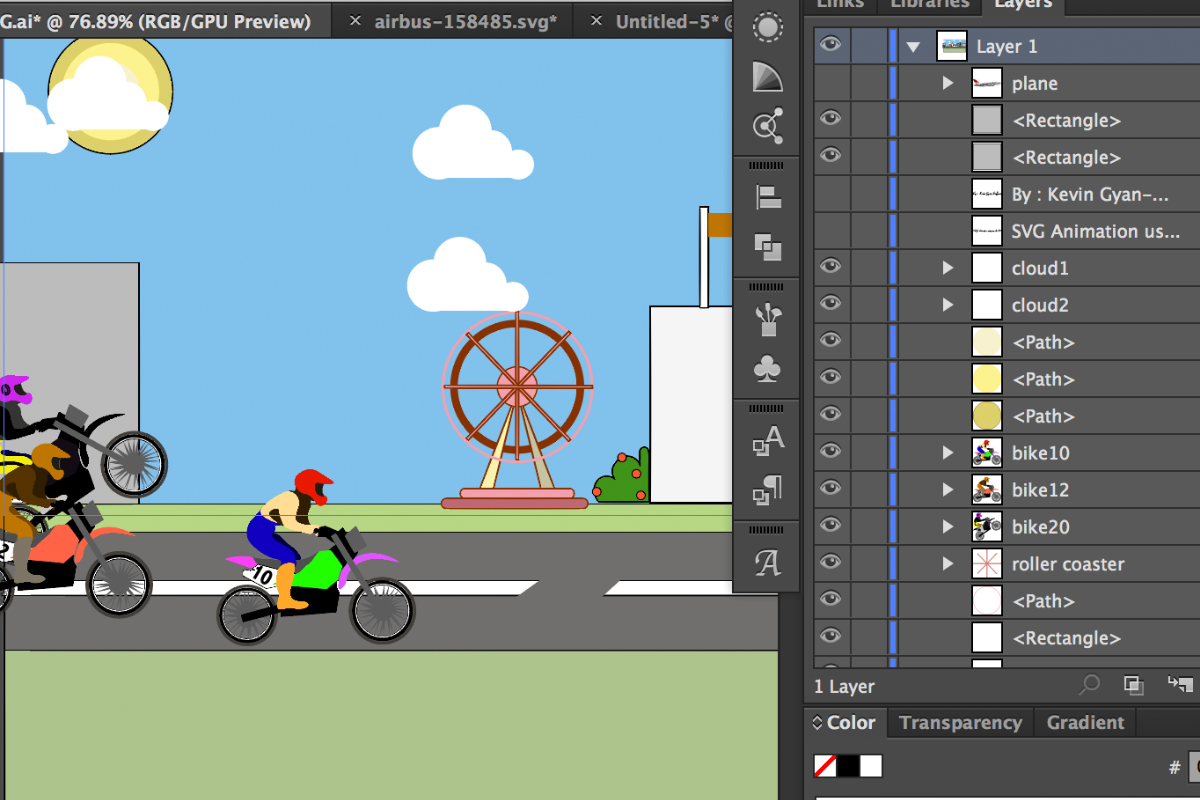 G.ai* @ 76.89% (RGB/GPU Preview)
× airbus-158485.svg*
× Untitled-5* @
Links
Libraries
Layers
Layer 1
plane
<Rectangle>
<Rectangle>
By : Kevin Gyan-...
SVG Animation us...
cloud1
cloud2
<Path>
<Path>
<Path>
bike10
bike12
bike20
roller coaster
<Path>
<Rectangle>
1 Layer
Color
Transparency
Gradient
#
10